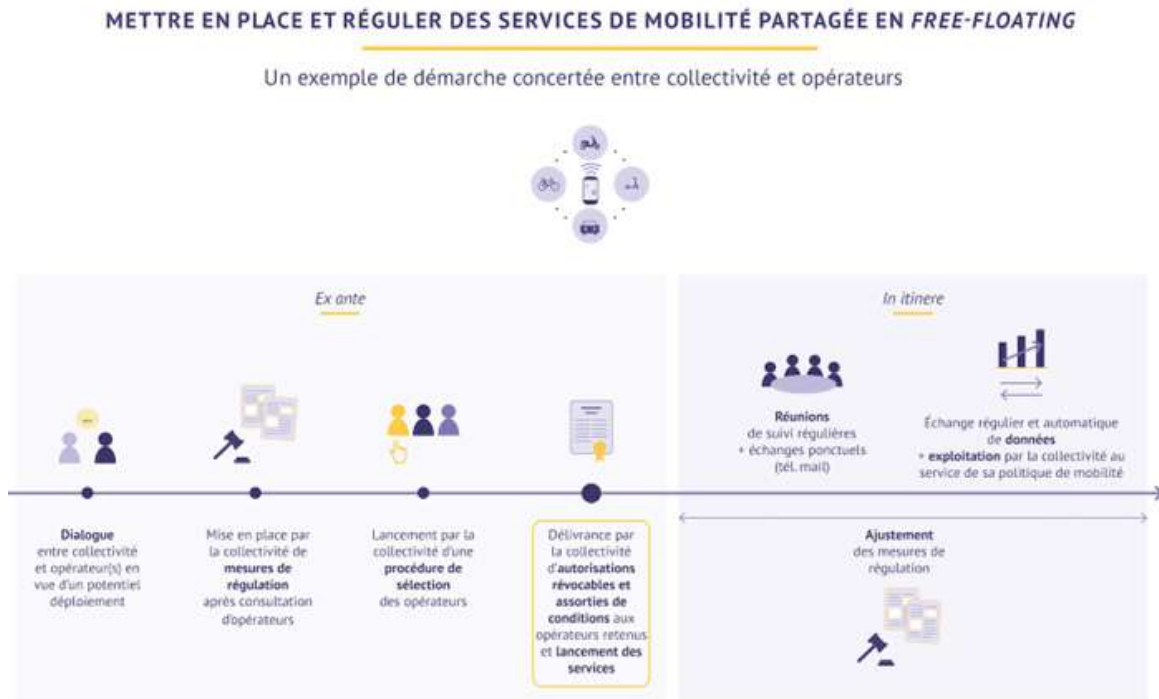 METTRE EN PLACE ET RÉGULER DES SERVICES DE MOBILITÉ PARTAGÉE EN FREE-FLOATING
Un exemple de démarche concertée entre collectivité et opérateurs
Ex ante
Dialogue
entre collectivité
et opérateur(s) en
vue d'un potentiel
déploiement
Mise en place par
la collectivité de
mesures de
régulation
après consultation
d'opérateurs
Lancement par la
collectivité d'une
procédure de
sélection
des opérateurs
Délivrance par
la collectivité
d'autorisations
révocables et
assorties de
conditions aux
opérateurs retenus
et lancement des
services
In itinere
Réunions
de suivi régulières
+ échanges ponctuels
(tél. mail)
Échange régulier et automatique
de données
+ exploitation par la collectivité au
service de sa politique de mobilité
Ajustement
des mesures de
régulation